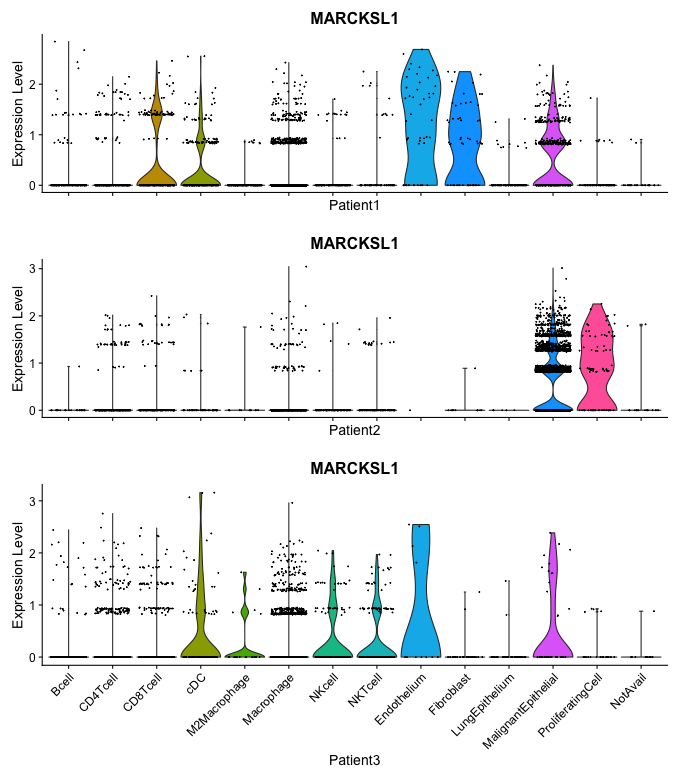 MARCKSL1
Expression Level
2
1
0
Patient1
MARCKSL1
Expression Level
3
2
1
0
Patient2
MARCKSL1
Expression Level
3
2
1
0
Bcell
CD4Tcell
CD8Tcell
cDC
M2Macrophage
Macrophage
NKcell
NKTcell
Endothelium
Fibroblast
LungEpithelium
MalignantEpithelial
ProliferatingCell
NotAvail
Patient3